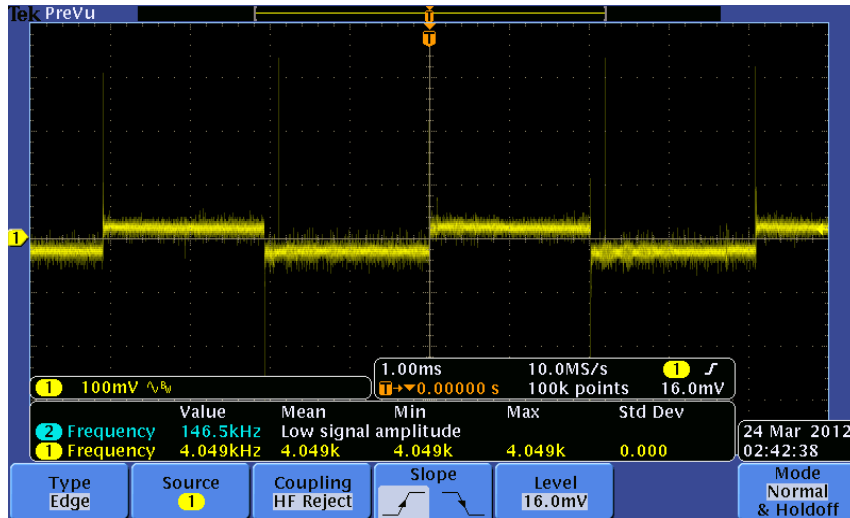 Tek PreVu
T
T
1
1 100mV
1.00ms 10.0MS/s 1
T→▼0.00000 s 100k points 16.0mV
Value Mean Min Max Std Dev
2 Frequency 146.5kHz Low signal amplitude
1 Frequency 4.049kHz 4.049k 4.049k 4.049k 0.000
24 Mar 2012
02:42:38
Type
Edge
Source
1
Coupling
HF Reject
Slope
Level
16.0mV
Mode
Normal
& Holdoff